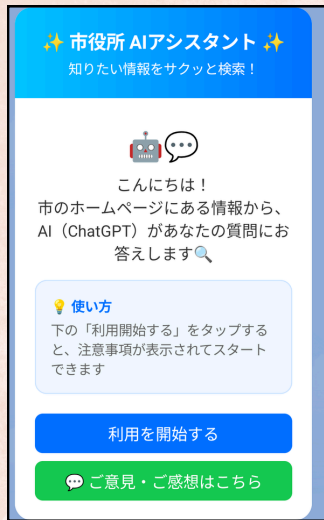 ✨ 市役所 AIアシスタント ✨
知りたい情報をサクッと検索！
こんにちは！
市のホームページにある情報から、
AI（ChatGPT）があなたの質問にお
答えします🔍
💡 使い方
下の「利用開始する」をタップする
と、注意事項が表示されてスタート
できます
利用を開始する
💬 ご意見・ご感想はこちら